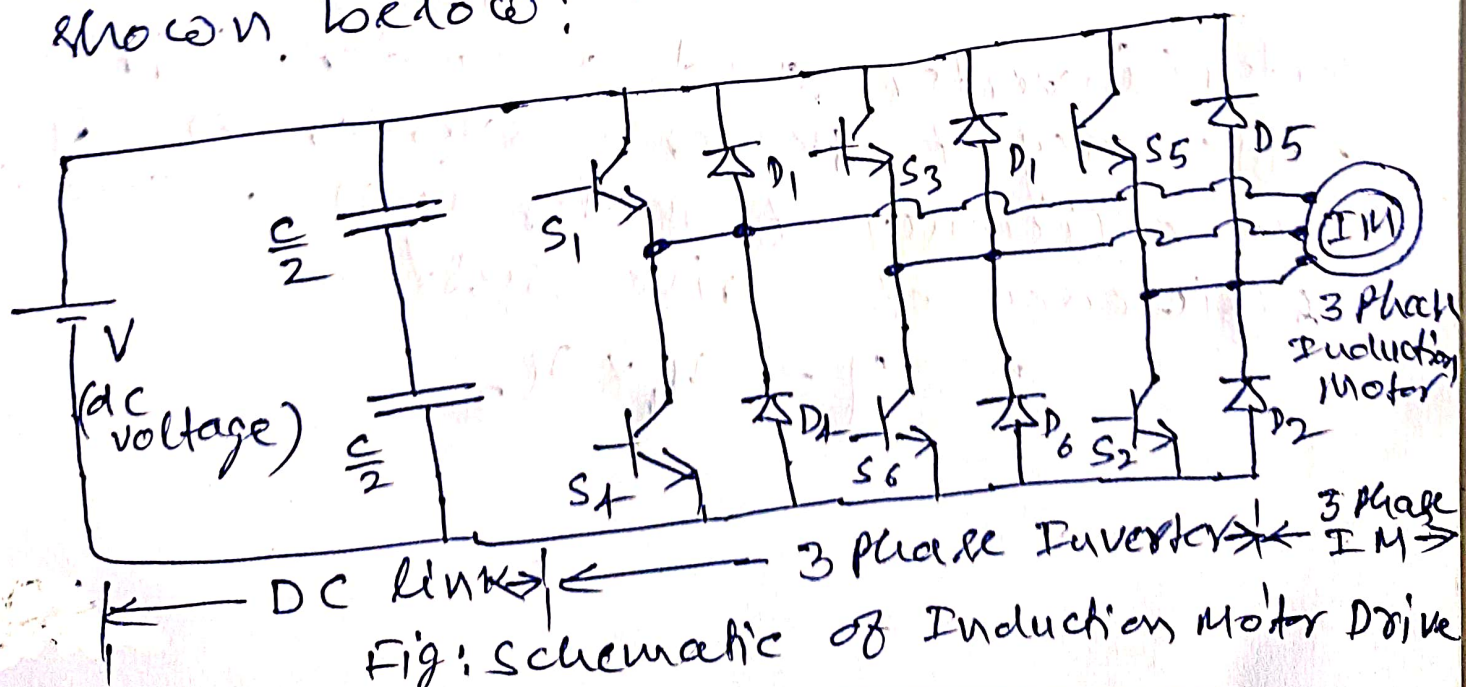 shown below:
S1
D1
S3
D1
S5
D5
IM
C/2
V
(dc voltage)
C/2
S4
D4
S6
D6
S2
D2
3 Phase
Induction
Motor
DC link
3 phase Inverter
3 phase
IM
Fig: Schematic of Induction Motor Drive